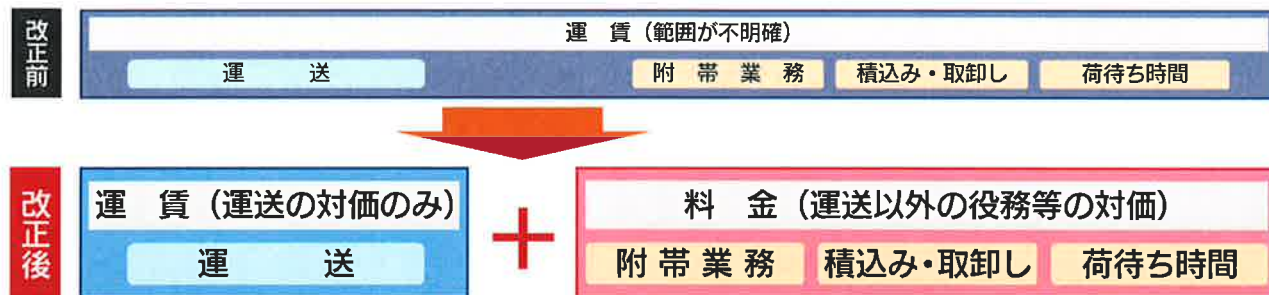 改正前
運 賃（範囲が不明確）
運 送 附 帯 業 務 積込み・取卸し 荷待ち時間
改正後
運 賃（運送の対価のみ） + 料 金（運送以外の役務等の対価）
運 送 附 帯 業 務 積込み・取卸し 荷待ち時間